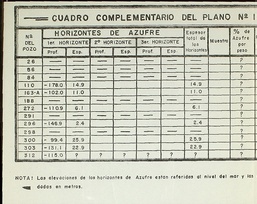 CUADRO COMPLEMENTARIO DEL PLANO Nº 1
Nº DEL POZO | HORIZONTES DE AZUFRE | Espesor total de los Horizontes | Muestra | % de Azufre por pozo
1er. HORIZONTE | 2º HORIZONTE | 3er. HORIZONTE
Prof. | Esp. | Prof. | Esp. | Prof. | Esp.
26 — — — — — — — ?
66 — — — — — — — ?
84 — — — — — — — ?
110 -178.0 14.9 — — — — 14.9 ?
163-A -102.0 11.0 — — — — 11.0 ?
188 — — — — — — — ?
272 -110.9 6.1 — — — — 6.1 ?
291 — — — — — — — ?
296 -146.9 2.4 — — — — 2.4 ?
298 — — — — — — — ?
300 -99.4 25.9 — — — — 25.9 ?
303 -131.1 22.9 — — — — 22.9 ?
312 -115.0 ? ? ? ? ? ? ?
NOTA: Las elevaciones de los horizontes de Azufre estan referidas al nivel del mar y los
dados en metros.